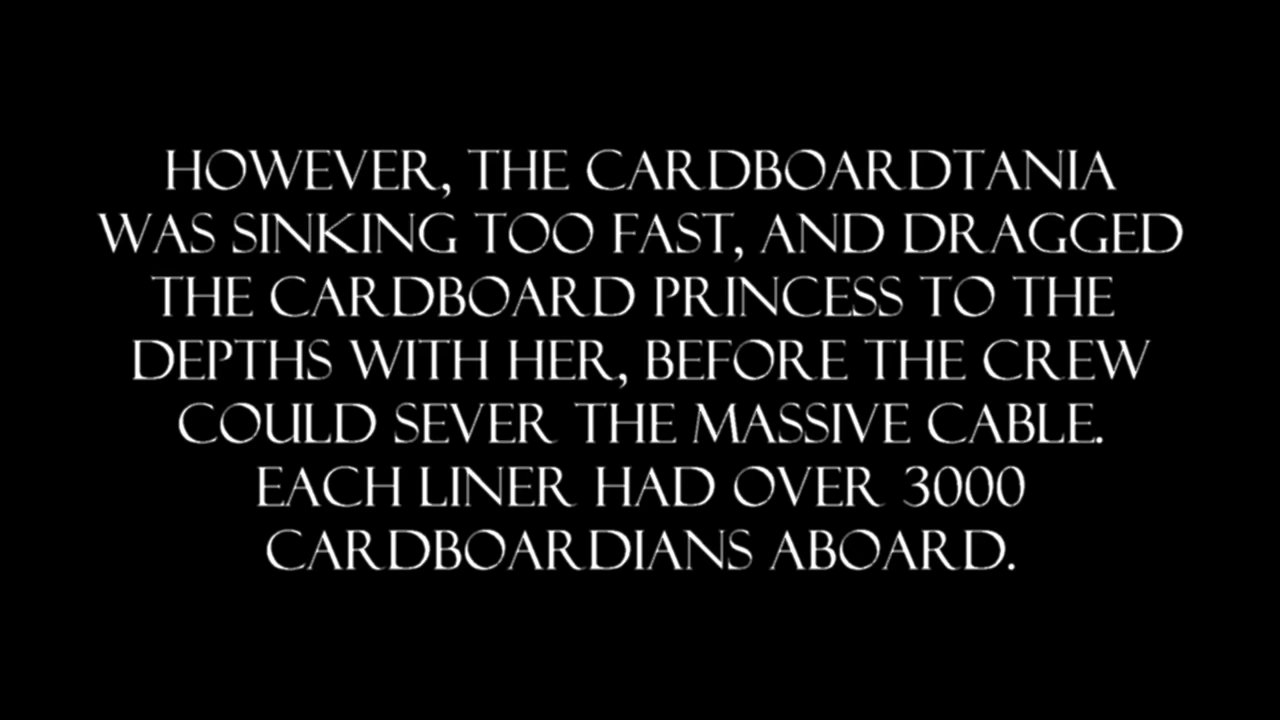 HOWEVER, THE CARDBOARDTANIA
WAS SINKING TOO FAST, AND DRAGGED
THE CARDBOARD PRINCESS TO THE
DEPTHS WITH HER, BEFORE THE CREW
COULD SEVER THE MASSIVE CABLE.
EACH LINER HAD OVER 3000
CARDBOARDIANS ABOARD.